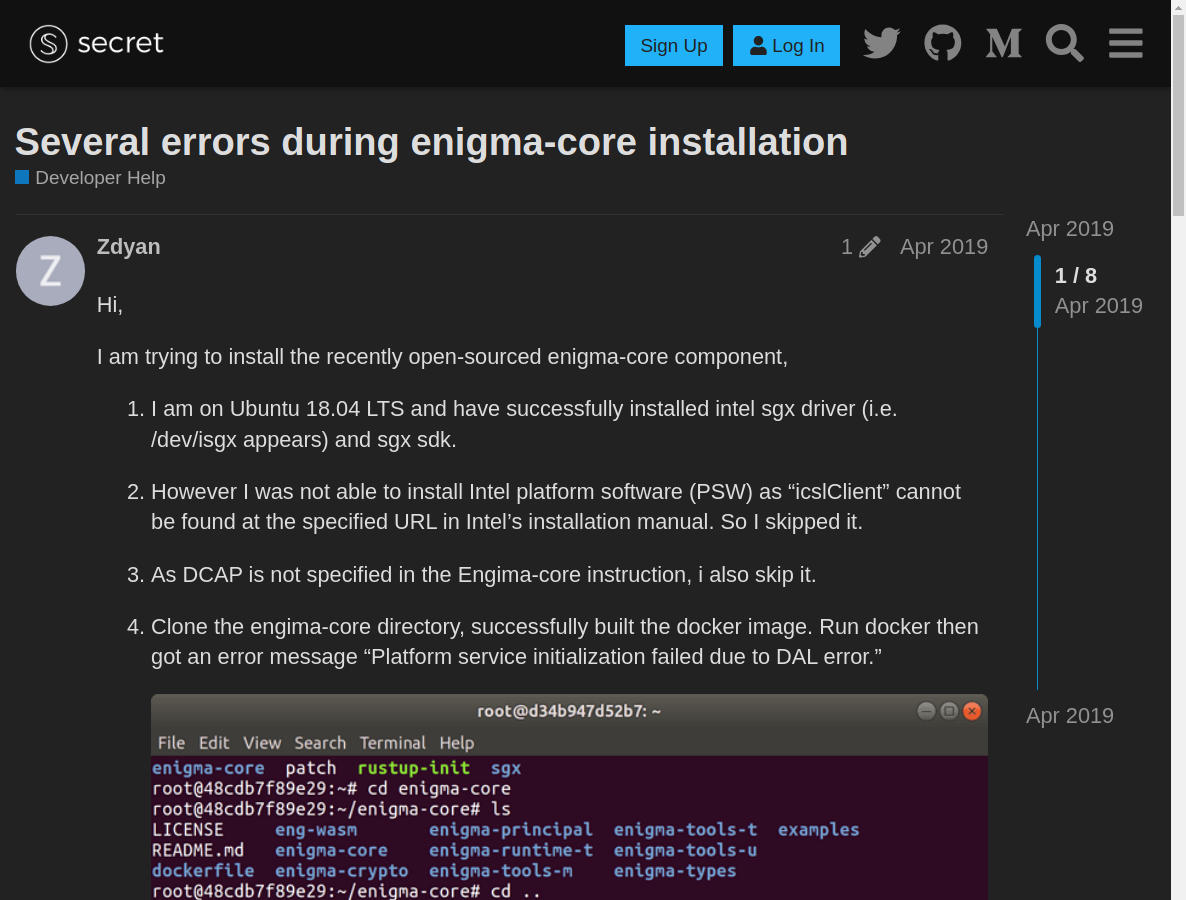 secret
Sign Up
Log In
Several errors during enigma-core installation
Developer Help
Zdyan
1
Apr 2019
Apr 2019
1 / 8
Apr 2019
Hi,
I am trying to install the recently open-sourced enigma-core component,
1. I am on Ubuntu 18.04 LTS and have successfully installed intel sgx driver (i.e.
/dev/isgx appears) and sgx sdk.
2. However I was not able to install Intel platform software (PSW) as “icslClient” cannot
be found at the specified URL in Intel’s installation manual. So I skipped it.
3. As DCAP is not specified in the Engima-core instruction, i also skip it.
4. Clone the engima-core directory, successfully built the docker image. Run docker then
got an error message “Platform service initialization failed due to DAL error.”
Apr 2019
root@d34b947d52b7: ~
File Edit View Search Terminal Help
enigma-core patch rustup-init sgx
root@48cdb7f89e29:~# cd enigma-core
root@48cdb7f89e29:~/enigma-core# ls
LICENSE eng-wasm enigma-principal enigma-tools-t examples
README.md enigma-core enigma-runtime-t enigma-tools-u
dockerfile enigma-crypto enigma-tools-m enigma-types
root@48cdb7f89e29:~/enigma-core# cd ..